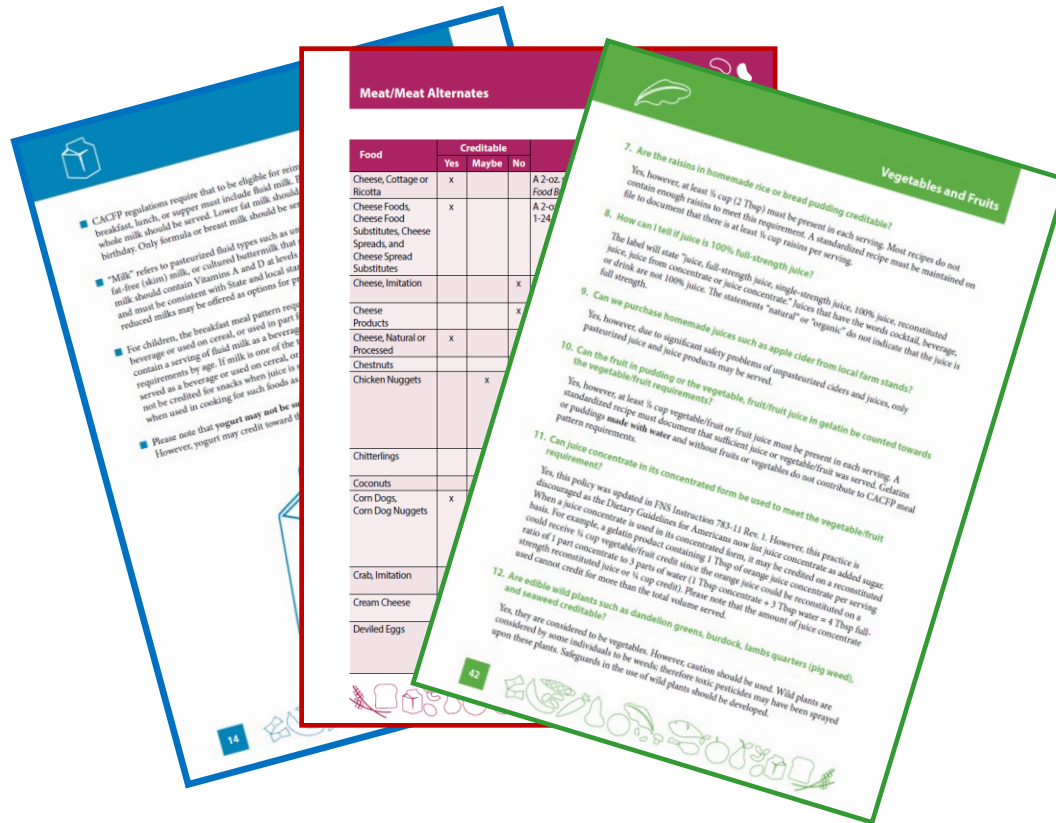 CACFP regulations require that to be eligible for reim
breakfast, lunch, or supper must include fluid milk.
whole milk should be served. Lower fat milk should
birthday. Only formula or breast milk should be se
"Milk" refers to pasteurized fluid types such as un
fat-free (skim) milk, or cultured buttermilk that
milk should contain Vitamins A and D at levels
and must be consistent with State and local stan
reduced milks may be offered as options for p
For children, the breakfast meal pattern requ
beverage or used on cereal, or used in part f
contain a serving of fluid milk as a beverag
requirements by age. If milk is one of the t
served as a beverage or used on cereal, or
not be credited for snacks when juice is
when used in cooking for such foods as
Please note that yogurt may not be su
However, yogurt may credit toward th
14
Meat/Meat Alternates
Food
Creditable
Yes Maybe No
Cheese, Cottage or x A 2-oz.
Ricotta Food B
Cheese Foods, x A 2-oz
Cheese Food 1-24
Substitutes, Cheese
Spreads, and
Cheese Spread
Substitutes
Cheese, Imitation x
Cheese x
Products
Cheese, Natural or x
Processed
Chestnuts
Chicken Nuggets x
Chitterlings
Coconuts
Corn Dogs, x
Corn Dog Nuggets
Crab, Imitation
Cream Cheese
Deviled Eggs
Vegetables and Fruits
7. Are the raisins in homemade rice or bread pudding creditable?
Yes, however, at least ⅛ cup (2 Tbsp) must be present in each serving. Most recipes do not
contain enough raisins to meet this requirement. A standardized recipe must be maintained on
file to document that there is at least ⅛ cup raisins per serving.
8. How can I tell if juice is 100% full-strength juice?
The label will state "juice, full-strength juice, single-strength juice, 100% juice, reconstituted
juice, juice from concentrate or juice concentrate." Juices that have the words cocktail, beverage,
or drink are not 100% juice. The statements "natural" or "organic" do not indicate that the juice is
full strength.
9. Can we purchase homemade juices such as apple cider from local farm stands?
Yes, however, due to significant safety problems of unpasteurized ciders and juices, only
pasteurized juice and juice products may be served.
10. Can the fruit in pudding or the vegetable, fruit/fruit juice in gelatin be counted towards
the vegetable/fruit requirements?
Yes, however, at least ⅛ cup vegetable/fruit or fruit juice must be present in each serving. A
standardized recipe must document that sufficient juice or vegetable/fruit was served. Gelatins
or puddings made with water and without fruits or vegetables do not contribute to CACFP meal
pattern requirements.
11. Can juice concentrate in its concentrated form be used to meet the vegetable/fruit
requirement?
Yes, this policy was updated in FNS Instruction 783-11 Rev. 1. However, this practice is
discouraged as the Dietary Guidelines for Americans now list juice concentrate as added sugar.
When a juice concentrate is used in its concentrated form, it may be credited on a reconstituted
basis. For example, a gelatin product containing 1 Tbsp of orange juice concentrate per serving
could receive ¼ cup vegetable/fruit credit since the orange juice could be reconstituted on a
ratio of 1 part concentrate to 3 parts of water (1 Tbsp concentrate + 3 Tbsp water = 4 Tbsp full-
strength reconstituted juice or ¼ cup credit). Please note that the amount of juice concentrate
used cannot credit for more than the total volume served.
12. Are edible wild plants such as dandelion greens, burdock, lambs quarters (pig weed),
and seaweed creditable?
Yes, they are considered to be vegetables. However, caution should be used. Wild plants are
considered by some individuals to be weeds; therefore toxic pesticides may have been sprayed
upon these plants. Safeguards in the use of wild plants should be developed.
42